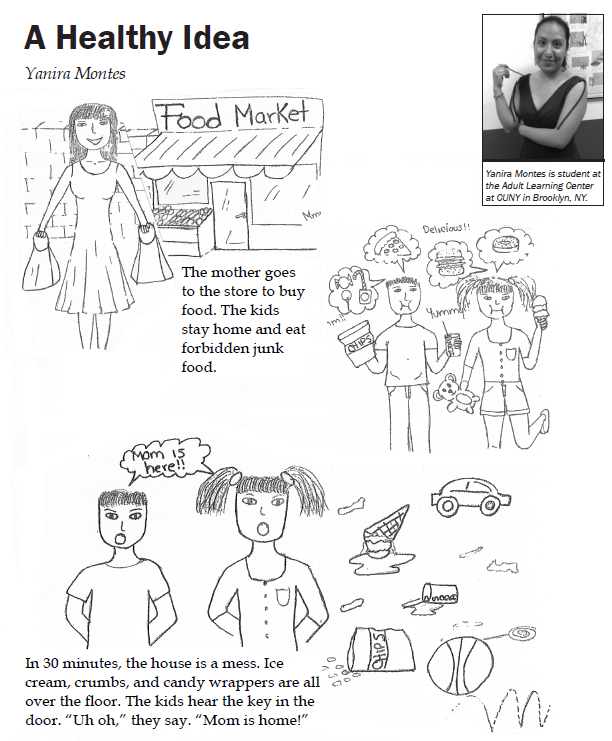 A Healthy Idea
Yanira Montes
Yanira Montes is student at
the Adult Learning Center
at CUNY in Brooklyn, NY.
Food Market
Mm
The mother goes
to the store to buy
food. The kids
stay home and eat
forbidden junk
food.
Delicious!!
Yummy!
CHIPS
Mom is
here!!
CHIPS
In 30 minutes, the house is a mess. Ice
cream, crumbs, and candy wrappers are all
over the floor. The kids hear the key in the
door. “Uh oh,” they say. “Mom is home!”